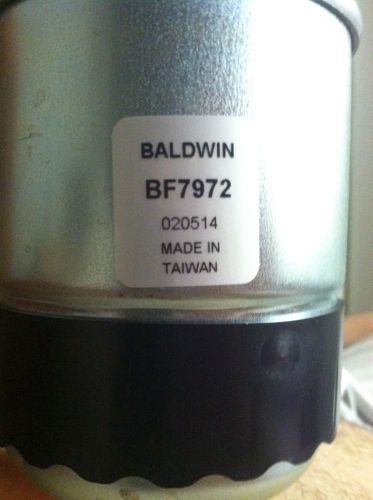 BALDWIN
BF7972
020514
MADE IN
TAIWAN